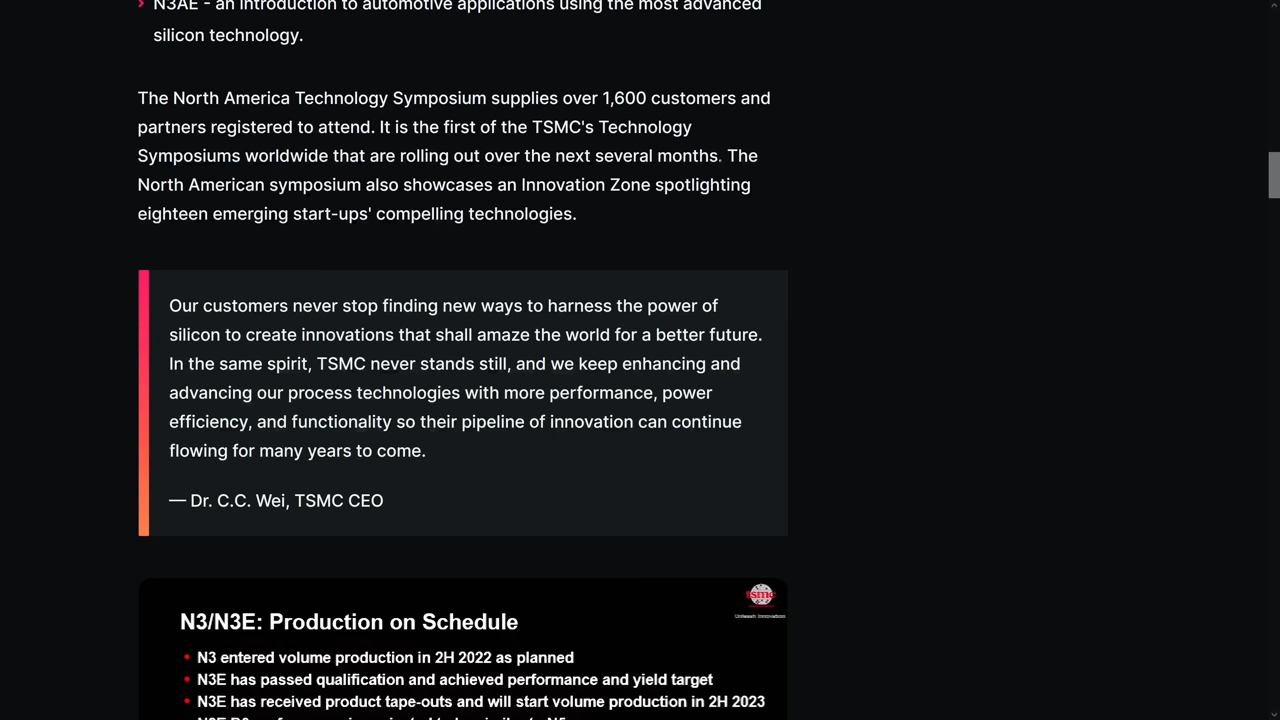 N3AE - an introduction to automotive applications using the most advanced
silicon technology.
The North America Technology Symposium supplies over 1,600 customers and
partners registered to attend. It is the first of the TSMC's Technology
Symposiums worldwide that are rolling out over the next several months. The
North American symposium also showcases an Innovation Zone spotlighting
eighteen emerging start-ups' compelling technologies.
Our customers never stop finding new ways to harness the power of
silicon to create innovations that shall amaze the world for a better future.
In the same spirit, TSMC never stands still, and we keep enhancing and
advancing our process technologies with more performance, power
efficiency, and functionality so their pipeline of innovation can continue
flowing for many years to come.
— Dr. C.C. Wei, TSMC CEO
tsmc
Unleash Innovation
N3/N3E: Production on Schedule
• N3 entered volume production in 2H 2022 as planned
• N3E has passed qualification and achieved performance and yield target
• N3E has received product tape-outs and will start volume production in 2H 2023